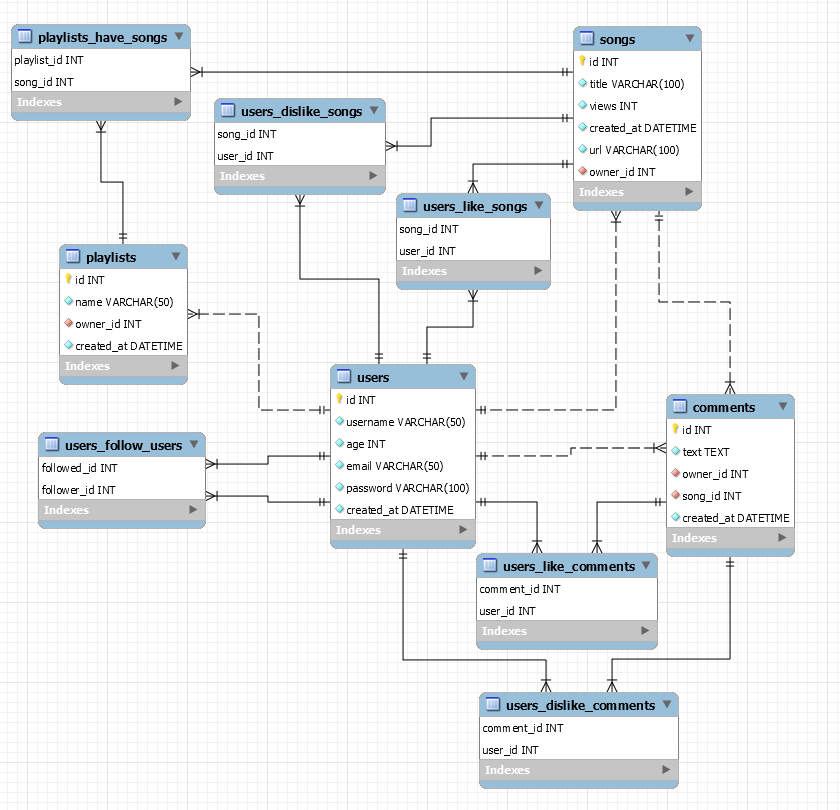 playlists_have_songs
playlist_id INT
song_id INT
Indexes
songs
id INT
title VARCHAR(100)
views INT
created_at DATETIME
url VARCHAR(100)
owner_id INT
Indexes
users_dislike_songs
song_id INT
user_id INT
Indexes
users_like_songs
song_id INT
user_id INT
Indexes
playlists
id INT
name VARCHAR(50)
owner_id INT
created_at DATETIME
Indexes
users
id INT
username VARCHAR(50)
age INT
email VARCHAR(50)
password VARCHAR(100)
created_at DATETIME
Indexes
comments
id INT
text TEXT
owner_id INT
song_id INT
created_at DATETIME
Indexes
users_follow_users
followed_id INT
follower_id INT
Indexes
users_like_comments
comment_id INT
user_id INT
Indexes
users_dislike_comments
comment_id INT
user_id INT
Indexes